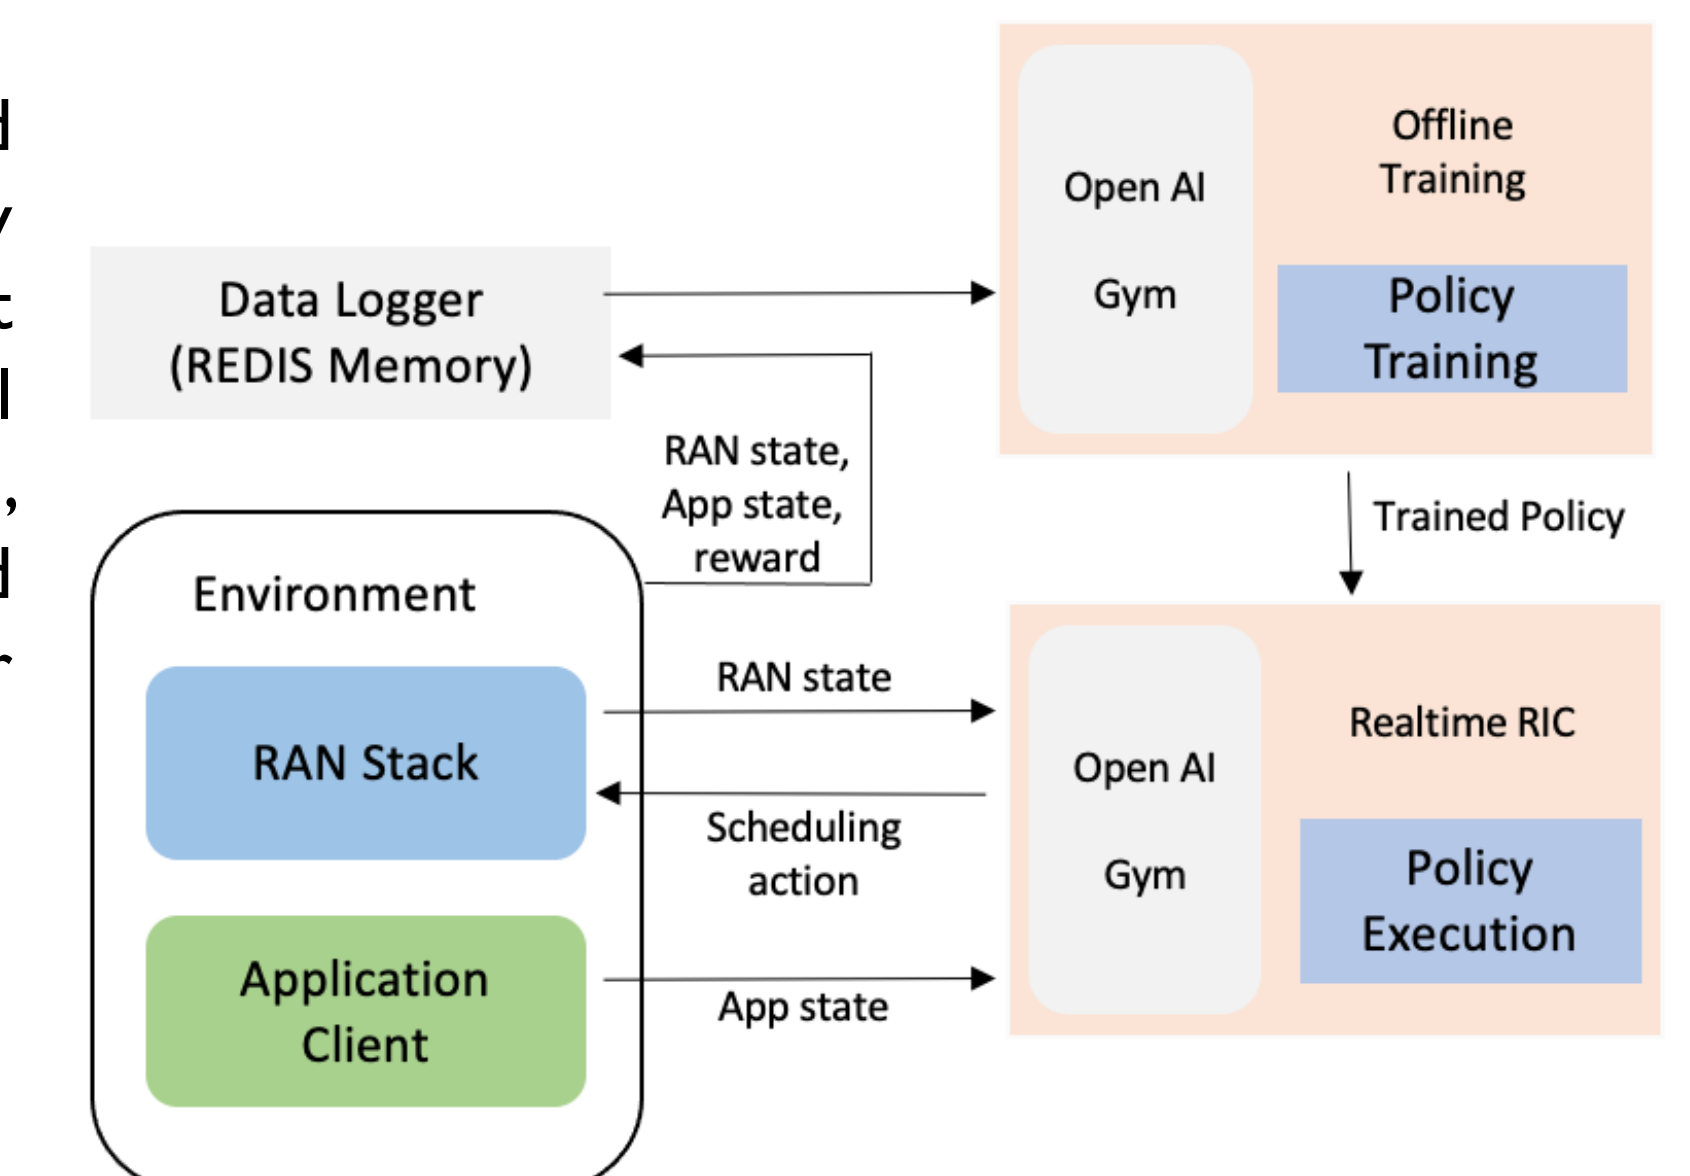 Offline
Training
Open AI
Gym
Policy
Training
Data Logger
(REDIS Memory)
RAN state,
App state,
reward
Trained Policy
Environment
RAN state
RAN Stack
Scheduling
action
Realtime RIC
Open AI
Gym
Policy
Execution
Application
Client
App state